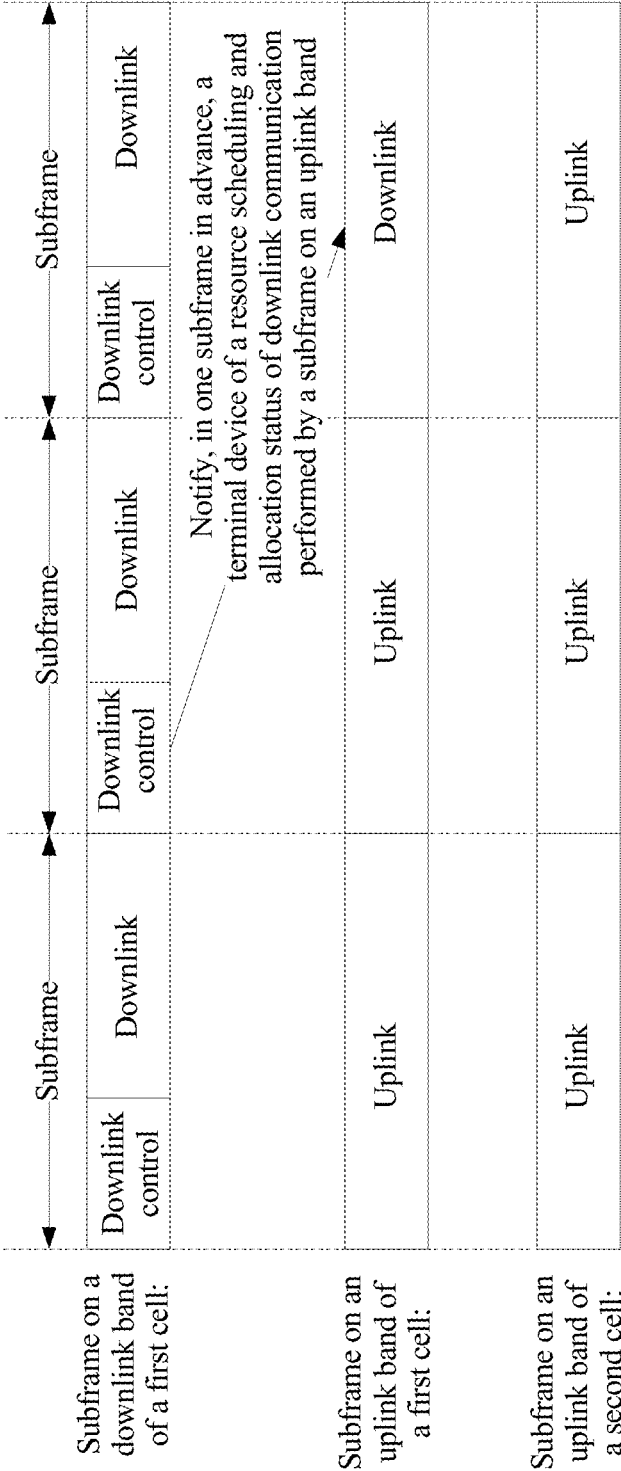 Subframe
Subframe
Subframe
Subframe on a
downlink band
of a first cell:
Downlink
control
Downlink
Downlink
control
Downlink
Downlink
control
Downlink
Notify, in one subframe in advance, a
terminal device of a resource scheduling and
allocation status of downlink communication
performed by a subframe on an uplink band
Subframe on an
uplink band of
a first cell:
Uplink
Uplink
Downlink
Subframe on an
uplink band of
a second cell:
Uplink
Uplink
Uplink